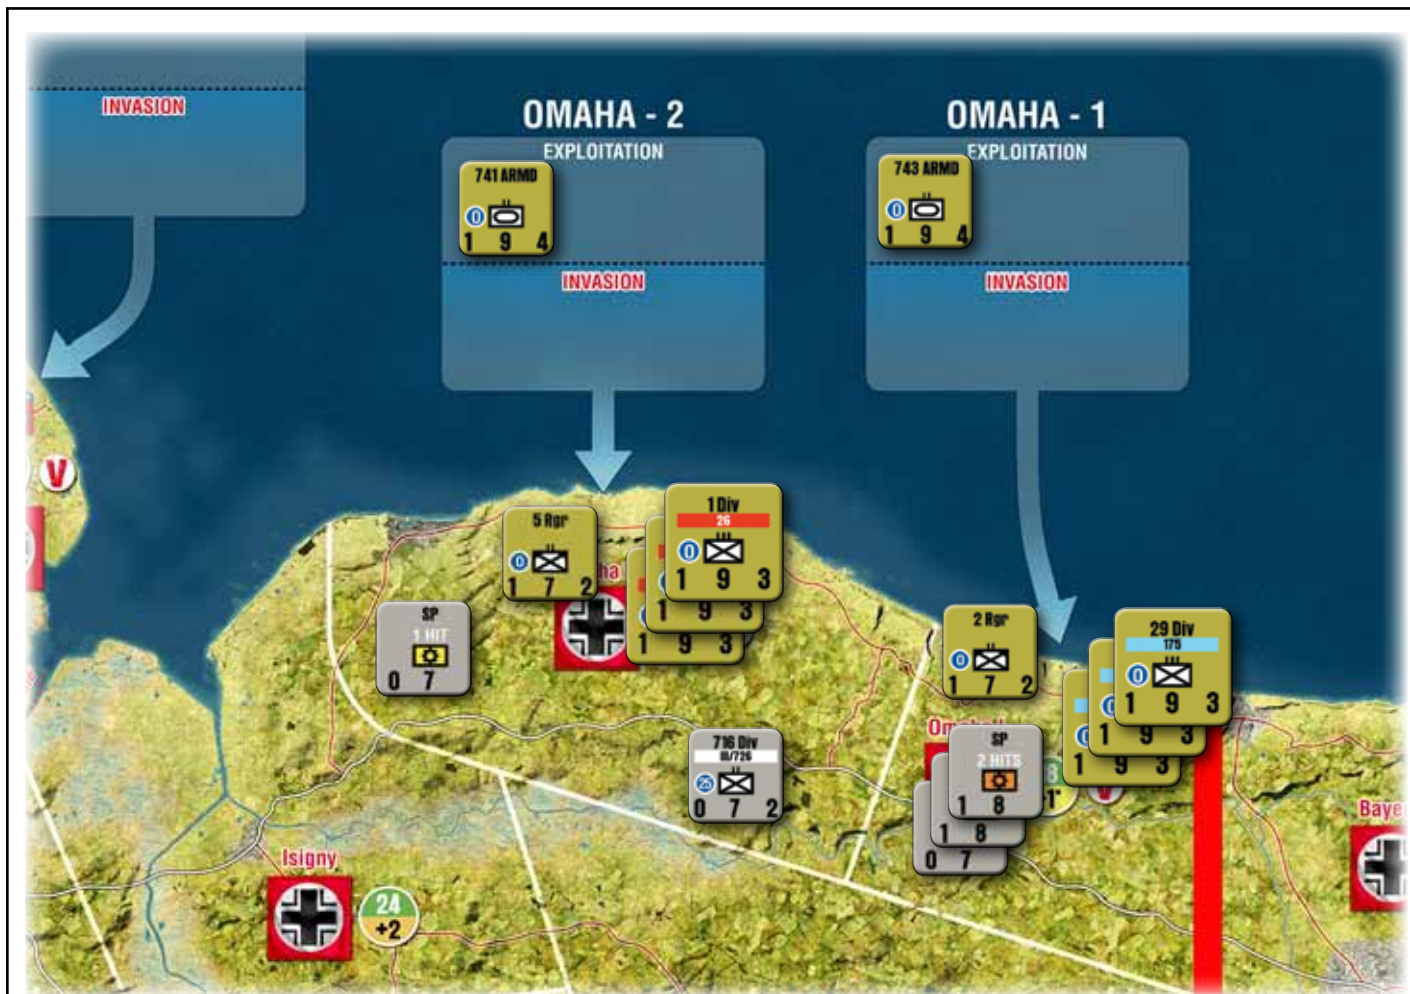 INVASION
OMAHA - 2
EXPLOITATION
741 ARMD
0
1 9 4
INVASION
OMAHA - 1
EXPLOITATION
743 ARMD
0
1 9 4
INVASION
V
5 Rgr
0
1 7 2
1 Div
26
0
1 9 3
1 9 3
1 9 3
ha
SP
1 HIT
0 7
2 Rgr
0
1 7 2
29 Div
175
0
1 9 3
1 9 3
1 9 3
716 Div
III/726
25
0 7 2
SP
2 HITS
1 8
1 8
0 7
V
Baye
Isigny
24
+2